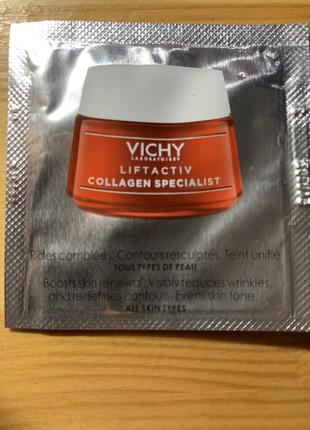 VICHY
LABORATOIRES
LIFTACTIV
COLLAGEN SPECIALIST
Rides comblées. Contours resculptés. Teint unifié
TOUS TYPES DE PEAU
Boosts skin renewal. Visibly reduces wrinkles
and redefines contours. Evens skin tone.
ALL SKIN TYPES